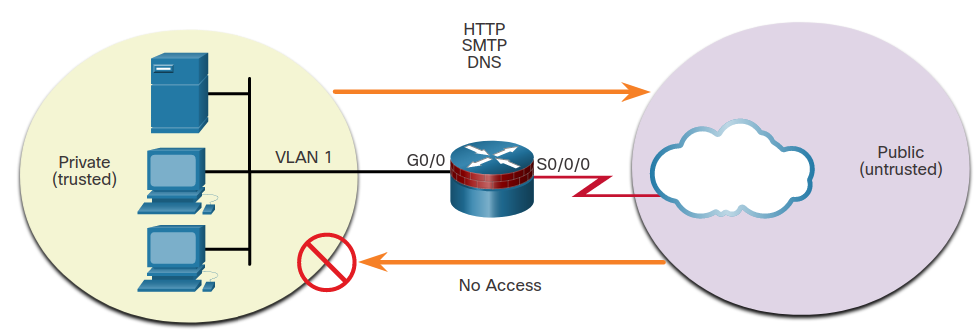 HTTP
SMTP
DNS
Private
(trusted)
VLAN 1
G0/0
S0/0/0
Public
(untrusted)
No Access